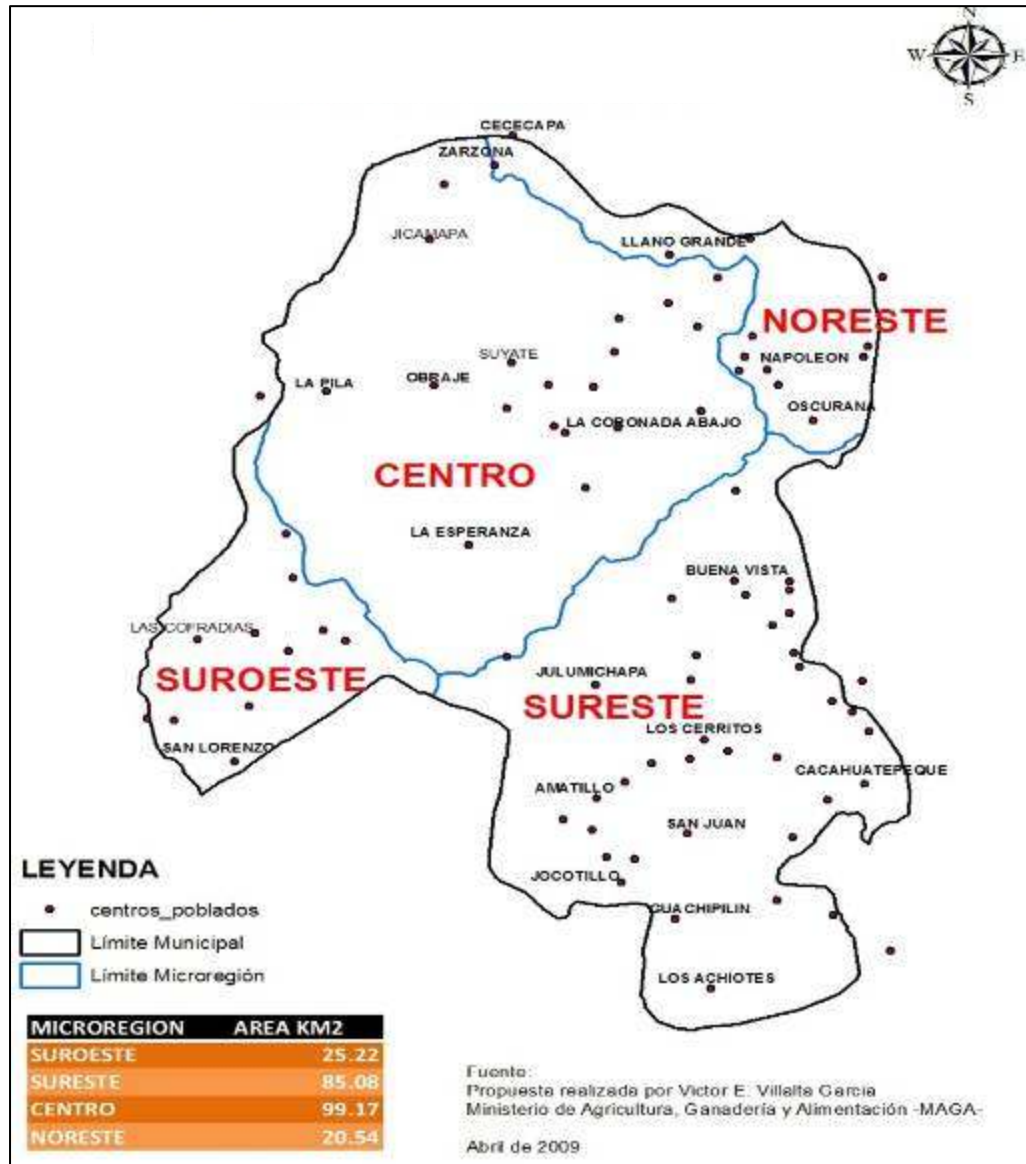 N
W E
S
CECECAPA
ZARZONA
JICAMAPA
LLANO GRANDE
NORESTE
SUYATE
NAPOLEON
LA PILA
OBRAJE
OSCURANA
LA CORONADA ABAJO
CENTRO
LA ESPERANZA
BUENA VISTA
LAS COFRADIAS
SUROESTE
JULUMICHAPA
SURESTE
LOS CERRITOS
SAN LORENZO
CACAHUATEPEQUE
AMATILLO
SAN JUAN
JOCOTILLO
GUACHIPILIN
LOS ACHIOTES
LEYENDA
centros_poblados
Límite Municipal
Límite Microregión
MICROREGION AREA KM2
SUROESTE 25.22
SURESTE 85.08
CENTRO 99.17
NORESTE 20.54
Fuente:
Propuesta realizada por Victor E. Villalta Garcia
Ministerio de Agricultura, Ganadería y Alimentación -MAGA-
Abril de 2009